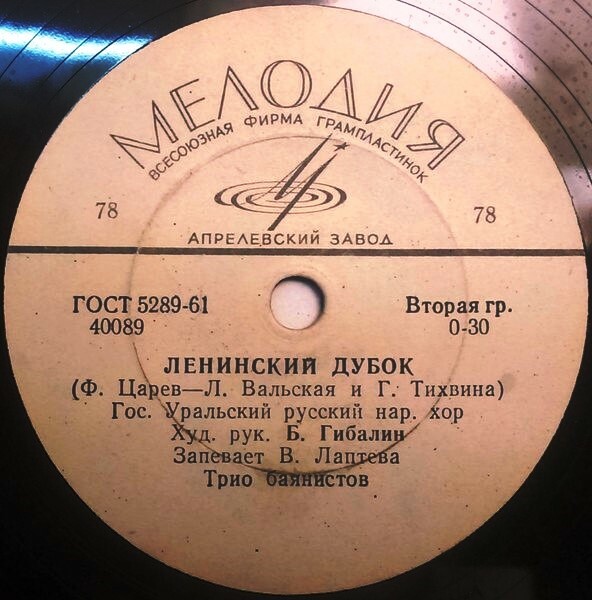 МЕЛОДИЯ
ВСЕСОЮЗНАЯ ФИРМА ГРАМПЛАСТИНОК
78 78
АПРЕЛЕВСКИЙ ЗАВОД
ГОСТ 5289-61 Вторая гр.
40089 0-30
ЛЕНИНСКИЙ ДУБОК
(Ф. Царев—Л. Вальская и Г. Тихвина)
Гос. Уральский русский нар. хор
Худ. рук. Б. Гибалин
Запевает В. Лаптева
Трио баянистов